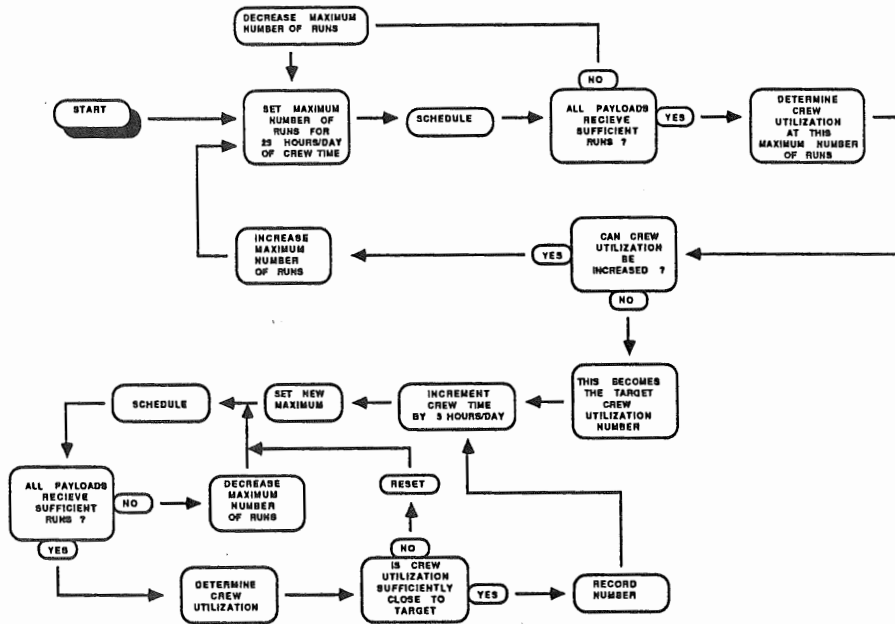 DECREASE MAXIMUM
NUMBER OF RUNS
NO
START
SET MAXIMUM
NUMBER OF
RUNS FOR
25 HOURS/DAY
OF CREW TIME
SCHEDULE
ALL PAYLOADS
RECIEVE
SUFFICIENT
RUNS ?
YES
DETERMINE
CREW
UTILIZATION
AT THIS
MAXIMUM NUMBER
OF RUNS
INCREASE
MAXIMUM
NUMBER
OF RUNS
YES
CAN CREW
UTILIZATION
BE
INCREASED ?
NO
SCHEDULE
SET NEW
MAXIMUM
INCREMENT
CREW TIME
BY 3 HOURS/DAY
THIS BECOMES
THE TARGET
CREW
UTILIZATION
NUMBER
ALL PAYLOADS
RECIEVE
SUFFICIENT
RUNS ?
NO
DECREASE
MAXIMUM
NUMBER
OF RUNS
RESET
YES
NO
DETERMINE
CREW
UTILIZATION
IS CREW
UTILIZATION
SUFFICIENTLY
CLOSE TO
TARGET
YES
RECORD
NUMBER